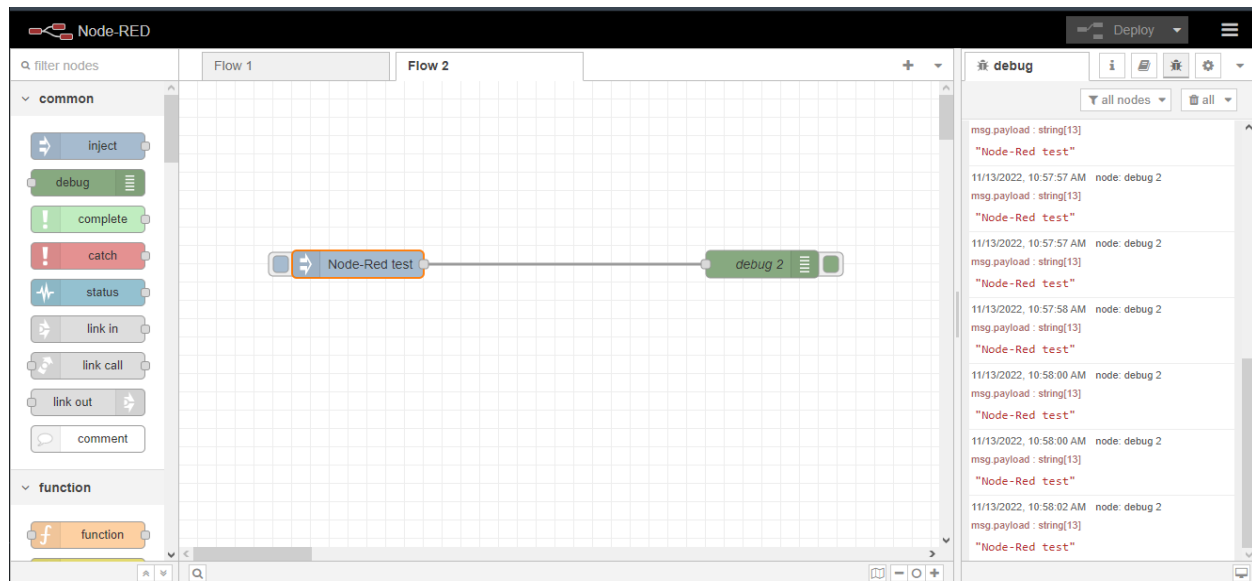 Node-RED
Deploy
filter nodes
Flow 1
Flow 2
debug
i
all nodes
all
common
inject
debug
complete
catch
status
link in
link call
link out
comment
function
f function
Node-Red test
debug 2
msg.payload : string[13]
"Node-Red test"
11/13/2022, 10:57:57 AM node: debug 2
msg.payload : string[13]
"Node-Red test"
11/13/2022, 10:57:57 AM node: debug 2
msg.payload : string[13]
"Node-Red test"
11/13/2022, 10:57:58 AM node: debug 2
msg.payload : string[13]
"Node-Red test"
11/13/2022, 10:58:00 AM node: debug 2
msg.payload : string[13]
"Node-Red test"
11/13/2022, 10:58:00 AM node: debug 2
msg.payload : string[13]
"Node-Red test"
11/13/2022, 10:58:02 AM node: debug 2
msg.payload : string[13]
"Node-Red test"